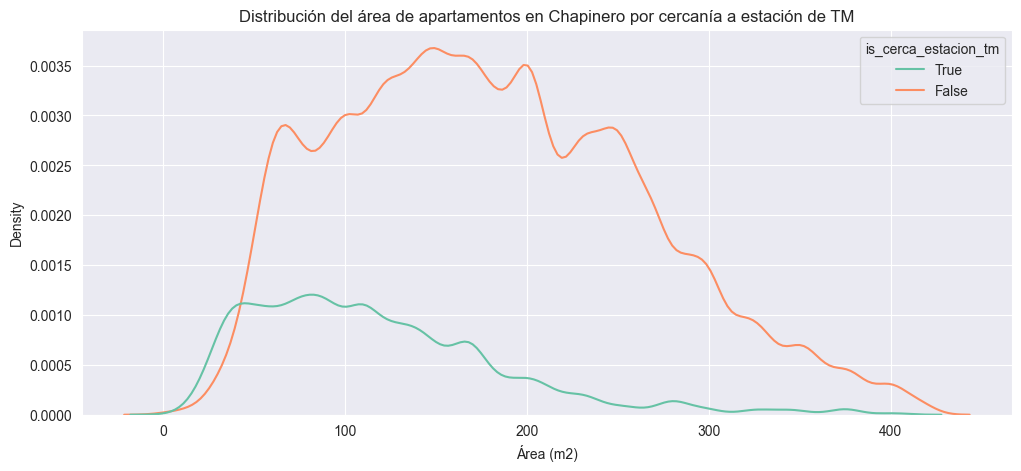 Distribución del área de apartamentos en Chapinero por cercanía a estación de TM
is_cerca_estacion_tm
True
False
Density
0.0035
0.0030
0.0025
0.0020
0.0015
0.0010
0.0005
0.0000
0 100 200 300 400
Área (m2)